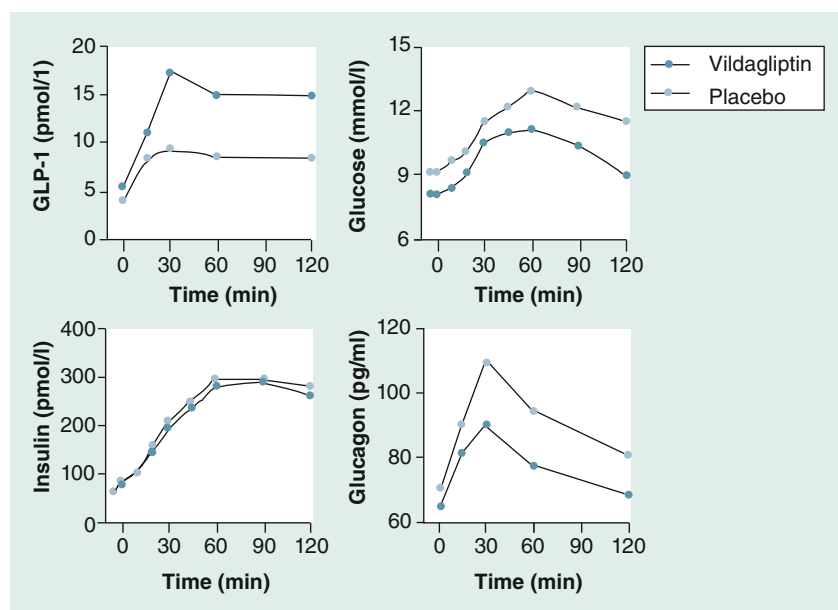 20
15
10
5
0
GLP-1 (pmol/1)
0 30 60 90 120
Time (min)
15
12
9
6
Glucose (mmol/l)
0 30 60 90 120
Time (min)
Vildagliptin
Placebo
400
300
200
100
0
Insulin (pmol/l)
0 30 60 90 120
Time (min)
120
100
80
60
Glucagon (pg/ml)
0 30 60 90 120
Time (min)